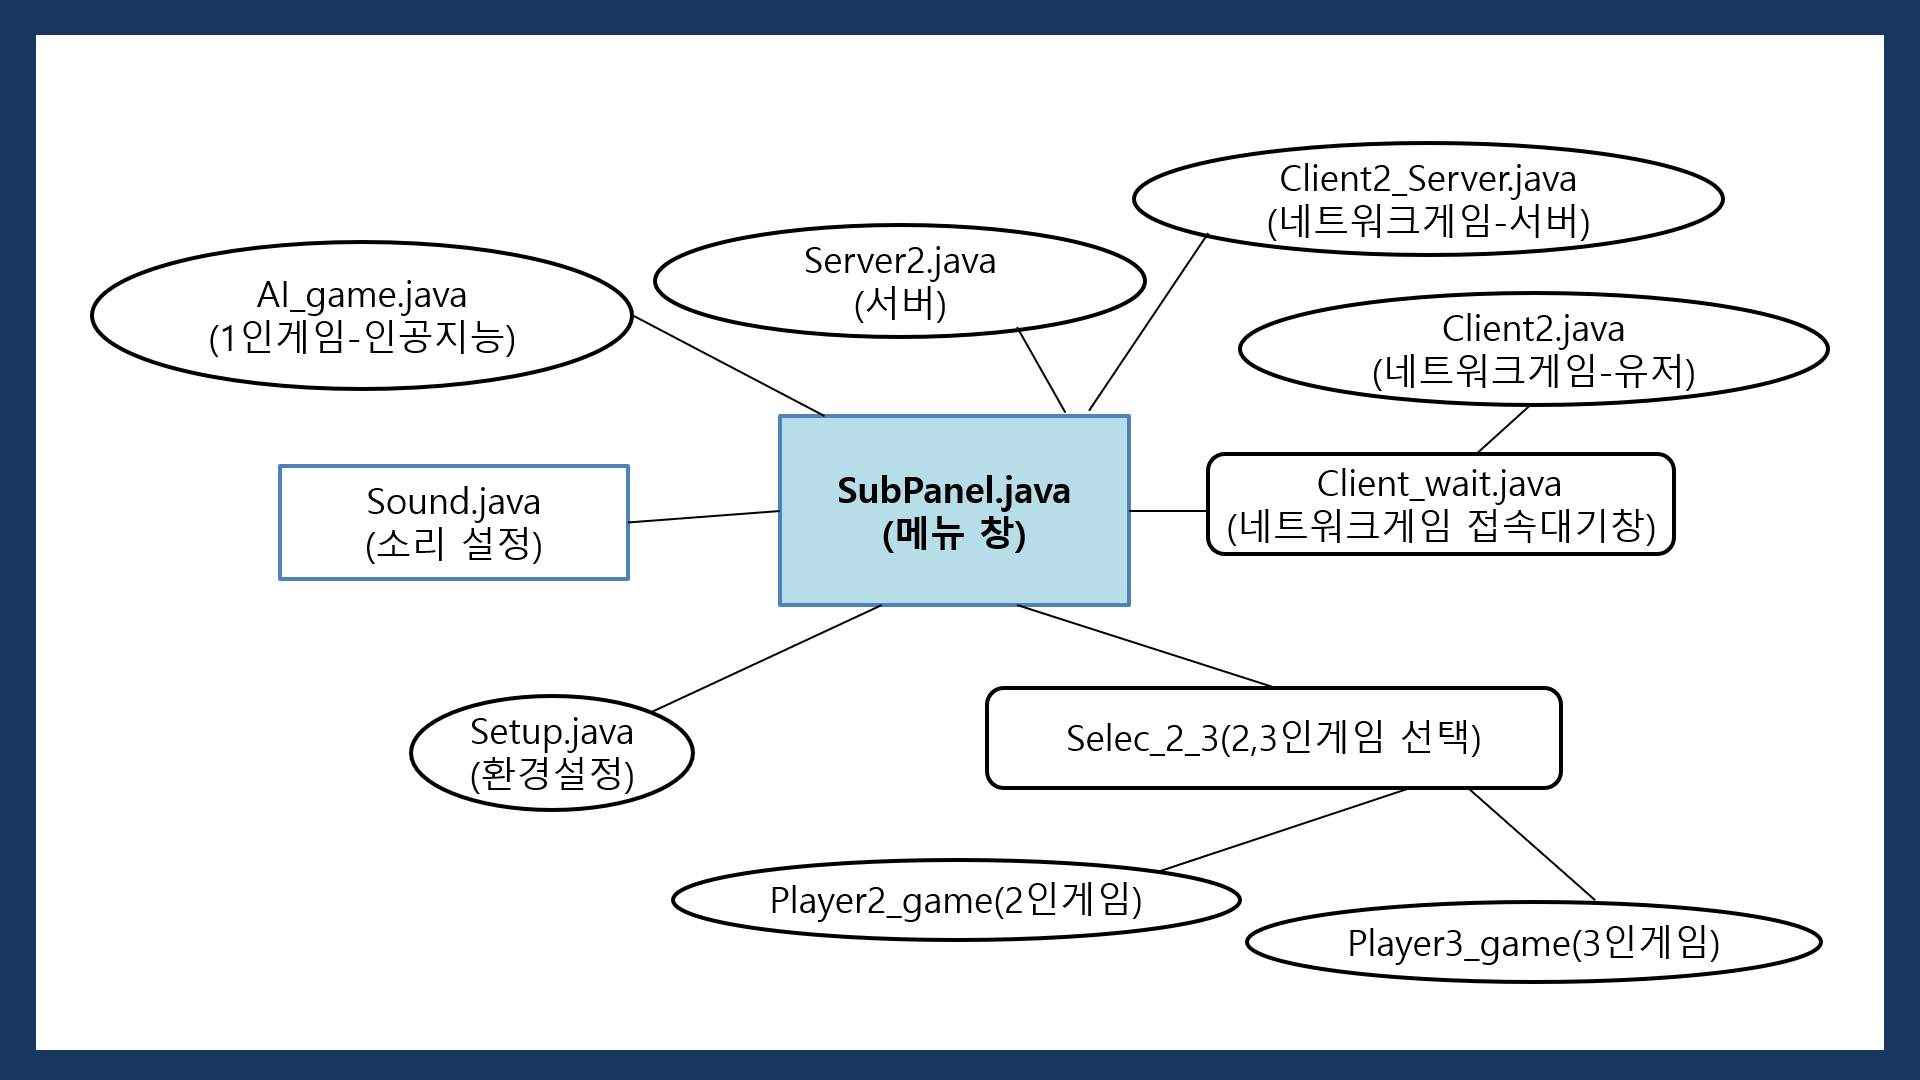 Client2_Server.java
(네트워크게임-서버)
Server2.java
(서버)
AI_game.java
(1인게임-인공지능)
Client2.java
(네트워크게임-유저)
Sound.java
(소리 설정)
SubPanel.java
(메뉴 창)
Client_wait.java
(네트워크게임 접속대기창)
Setup.java
(환경설정)
Selec_2_3(2,3인게임 선택)
Player2_game(2인게임)
Player3_game(3인게임)